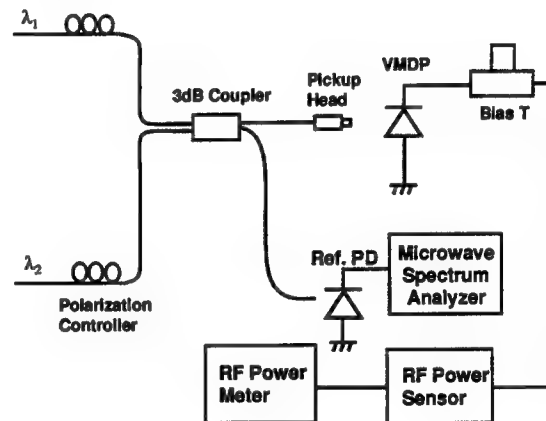 λ1
3dB Coupler
Pickup
Head
VMDP
Bias T
λ2
Polarization
Controller
Ref. PD
Microwave
Spectrum
Analyzer
RF Power
Meter
RF Power
Sensor